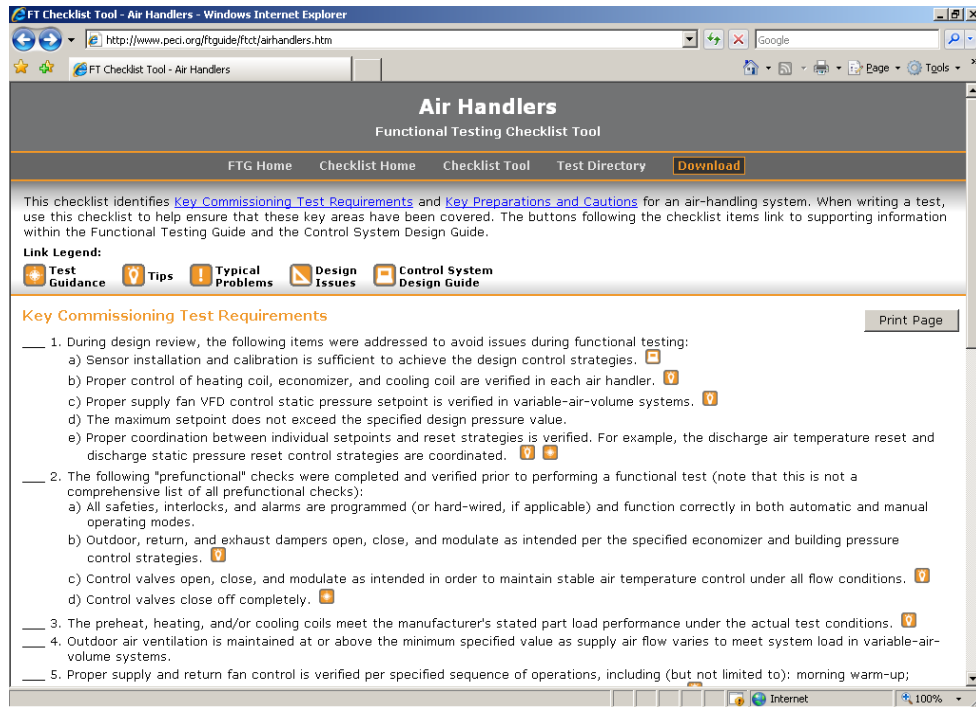 FT Checklist Tool - Air Handlers - Windows Internet Explorer
http://www.peci.org/ftguide/ftct/airhandlers.htm
Google
FT Checklist Tool - Air Handlers
Page
Tools
Air Handlers
Functional Testing Checklist Tool
FTG Home Checklist Home Checklist Tool Test Directory Download
This checklist identifies Key Commissioning Test Requirements and Key Preparations and Cautions for an air-handling system. When writing a test,
use this checklist to help ensure that these key areas have been covered. The buttons following the checklist items link to supporting information
within the Functional Testing Guide and the Control System Design Guide.
Link Legend:
Test Guidance
Tips
Typical Problems
Design Issues
Control System Design Guide
Key Commissioning Test Requirements
Print Page
___ 1. During design review, the following items were addressed to avoid issues during functional testing:
a) Sensor installation and calibration is sufficient to achieve the design control strategies.
b) Proper control of heating coil, economizer, and cooling coil are verified in each air handler.
c) Proper supply fan VFD control static pressure setpoint is verified in variable-air-volume systems.
d) The maximum setpoint does not exceed the specified design pressure value.
e) Proper coordination between individual setpoints and reset strategies is verified. For example, the discharge air temperature reset and
discharge static pressure reset control strategies are coordinated.
___ 2. The following "prefunctional" checks were completed and verified prior to performing a functional test (note that this is not a
comprehensive list of all prefunctional checks):
a) All safeties, interlocks, and alarms are programmed (or hard-wired, if applicable) and function correctly in both automatic and manual
operating modes.
b) Outdoor, return, and exhaust dampers open, close, and modulate as intended per the specified economizer and building pressure
control strategies.
c) Control valves open, close, and modulate as intended in order to maintain stable air temperature control under all flow conditions.
d) Control valves close off completely.
___ 3. The preheat, heating, and/or cooling coils meet the manufacturer's stated part load performance under the actual test conditions.
___ 4. Outdoor air ventilation is maintained at or above the minimum specified value as supply air flow varies to meet system load in variable-air-
volume systems.
___ 5. Proper supply and return fan control is verified per specified sequence of operations, including (but not limited to): morning warm-up;
Internet
100%